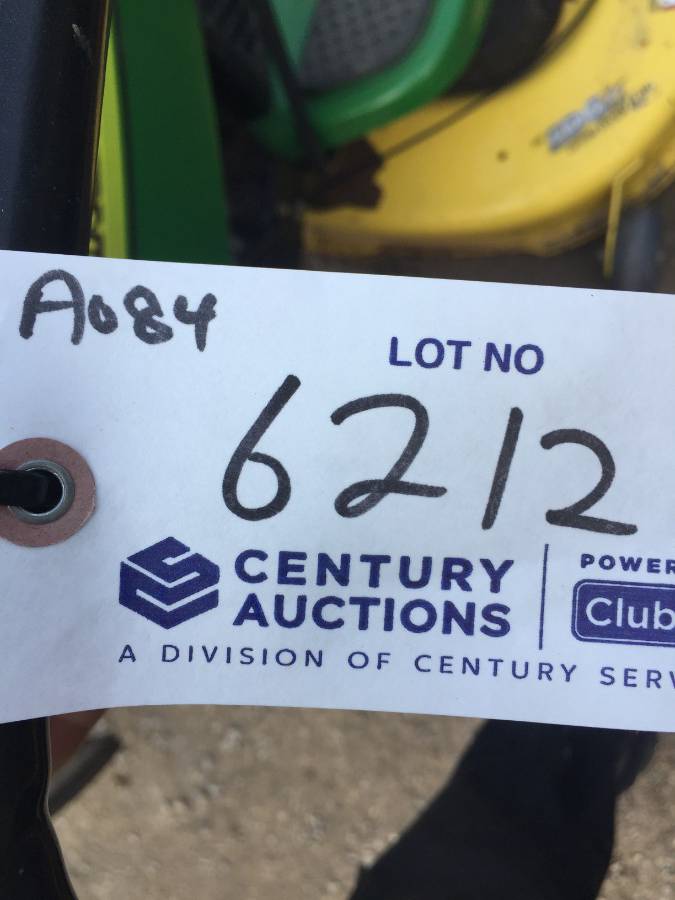 A084
LOT NO
6212
CENTURY
AUCTIONS
POWER
Club
A DIVISION OF CENTURY SERV